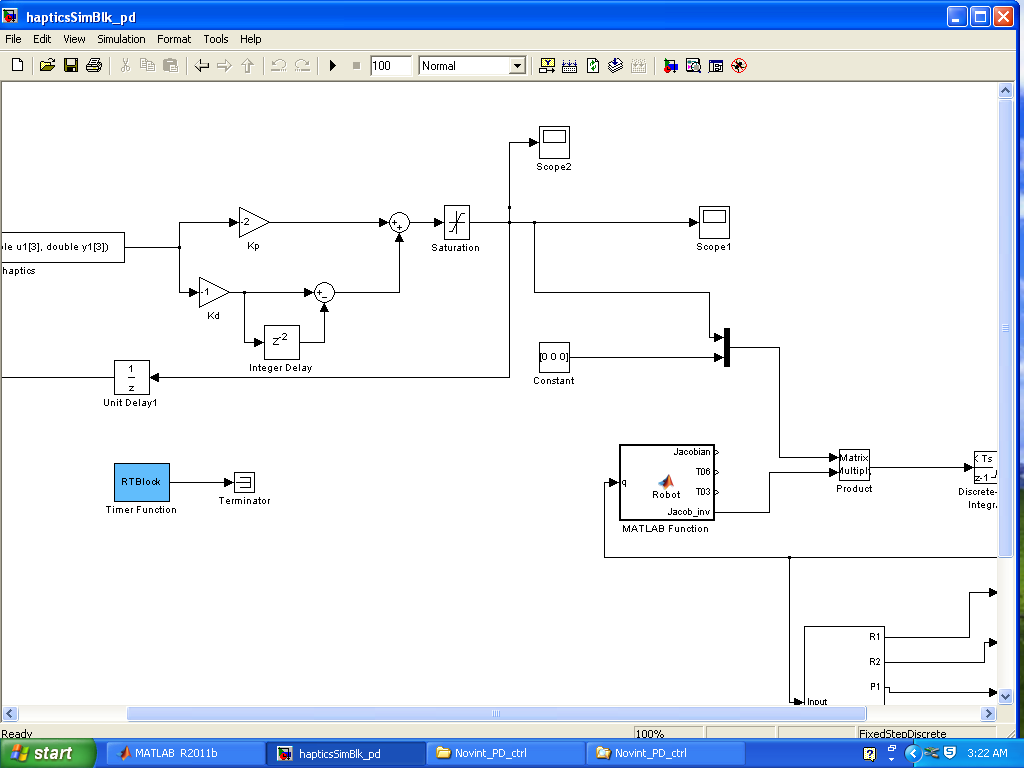 hapticsSimBlk_pd
File Edit View Simulation Format Tools Help
100 Normal
Scope2
-2
Kp
Saturation
Scope1
le u1[3], double y1[3])
haptics
-1
Kd
z-2
Integer Delay
1
z
Unit Delay1
[0 0 0]
Constant
RTBlock
Timer Function
Terminator
q
Jacobian
T06
Robot
T03
Jacob_inv
MATLAB Function
Matrix
Multiply
Product
K Ts
z-1
Discrete-
Integr
R1
R2
P1
Input
Ready 100% FixedStepDiscrete
start MATLAB R2011b hapticsSimBlk_pd Novint_PD_ctrl Novint_PD_ctrl 3:22 AM